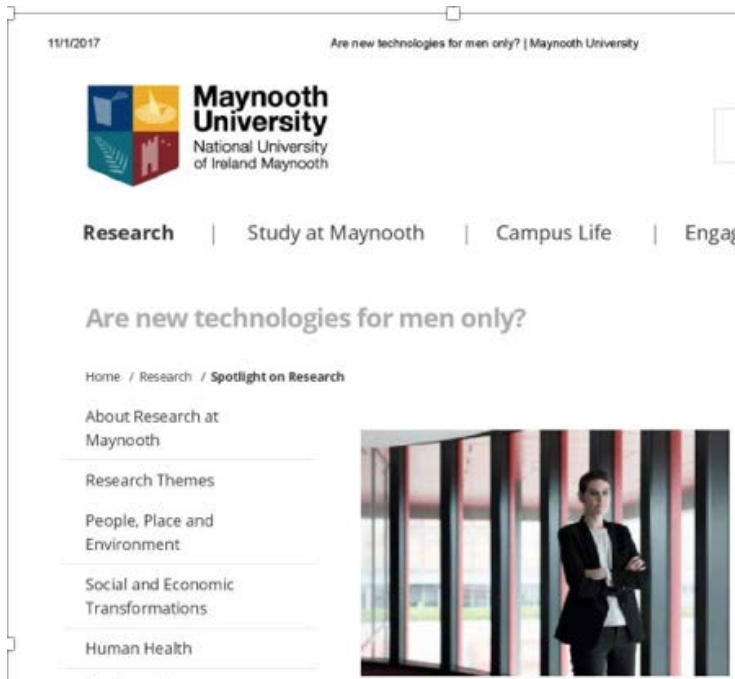 11/1/2017
Are new technologies for men only? | Maynooth University
Maynooth
University
National University
of Ireland Maynooth
Research | Study at Maynooth | Campus Life | Engag
Are new technologies for men only?
Home / Research / Spotlight on Research
About Research at
Maynooth
Research Themes
People, Place and
Environment
Social and Economic
Transformations
Human Health